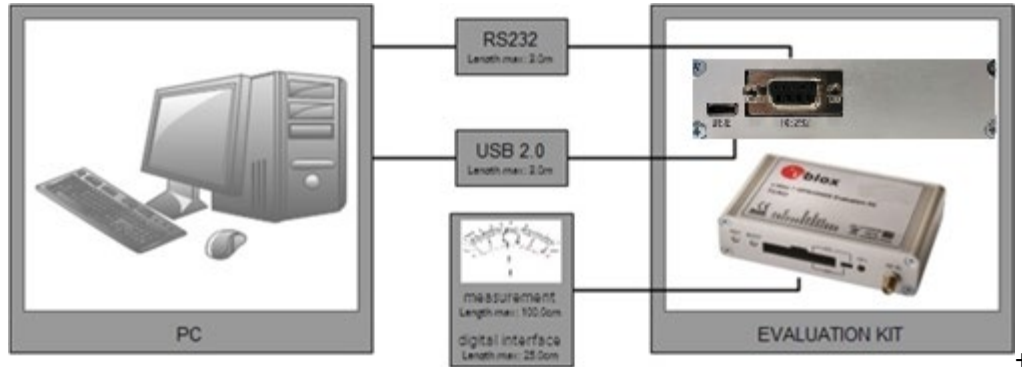 RS232
Length max: 3.0m
USB 2.0
Length max: 3.0m
measurement
Length max: 100.0cm
digital interface
Length max: 25.0cm
PC
USB
RS232
blox
EVALUATION KIT